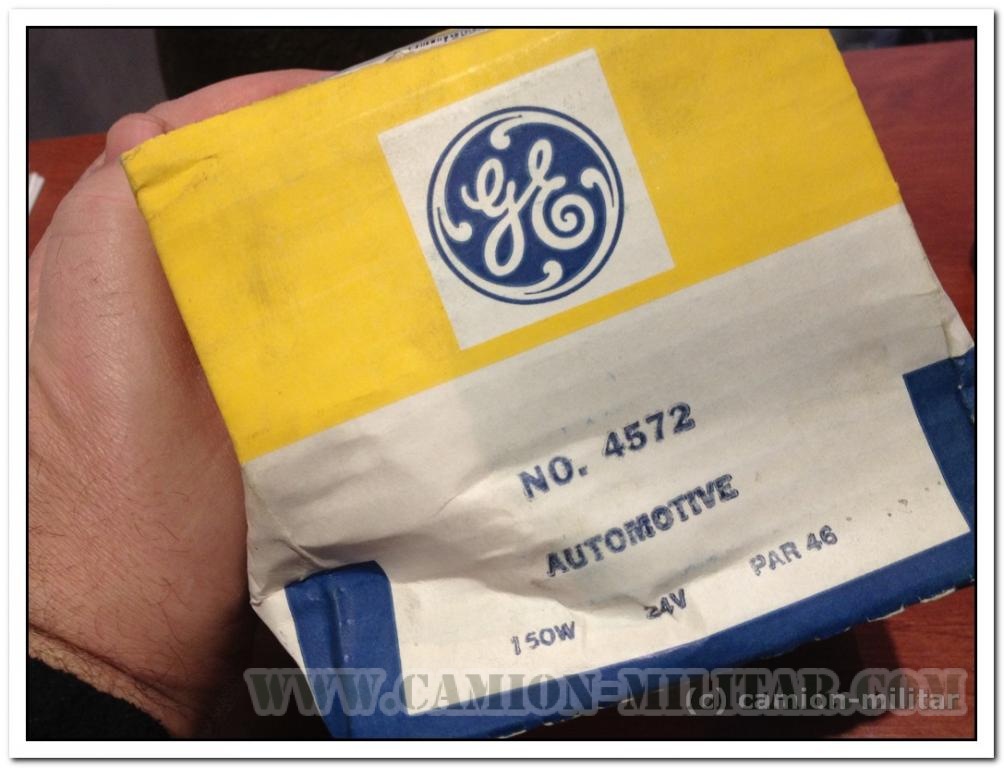 GE
NO. 4572
AUTOMOTIVE
150W 24V PAR 46
WWW.CAMION-MILITAR.COM
(c) camion-militar